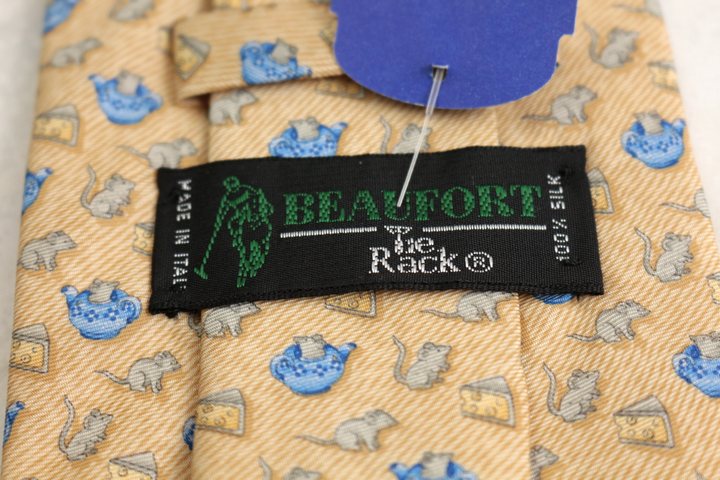 MADE IN ITALY
BEAUFORT
Tie
Rack®
100% SILK